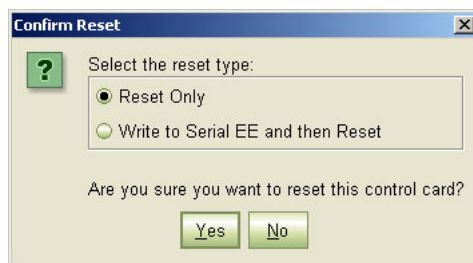 Confirm Reset
Select the reset type:
Reset Only
Write to Serial EE and then Reset
Are you sure you want to reset this control card?
Yes No